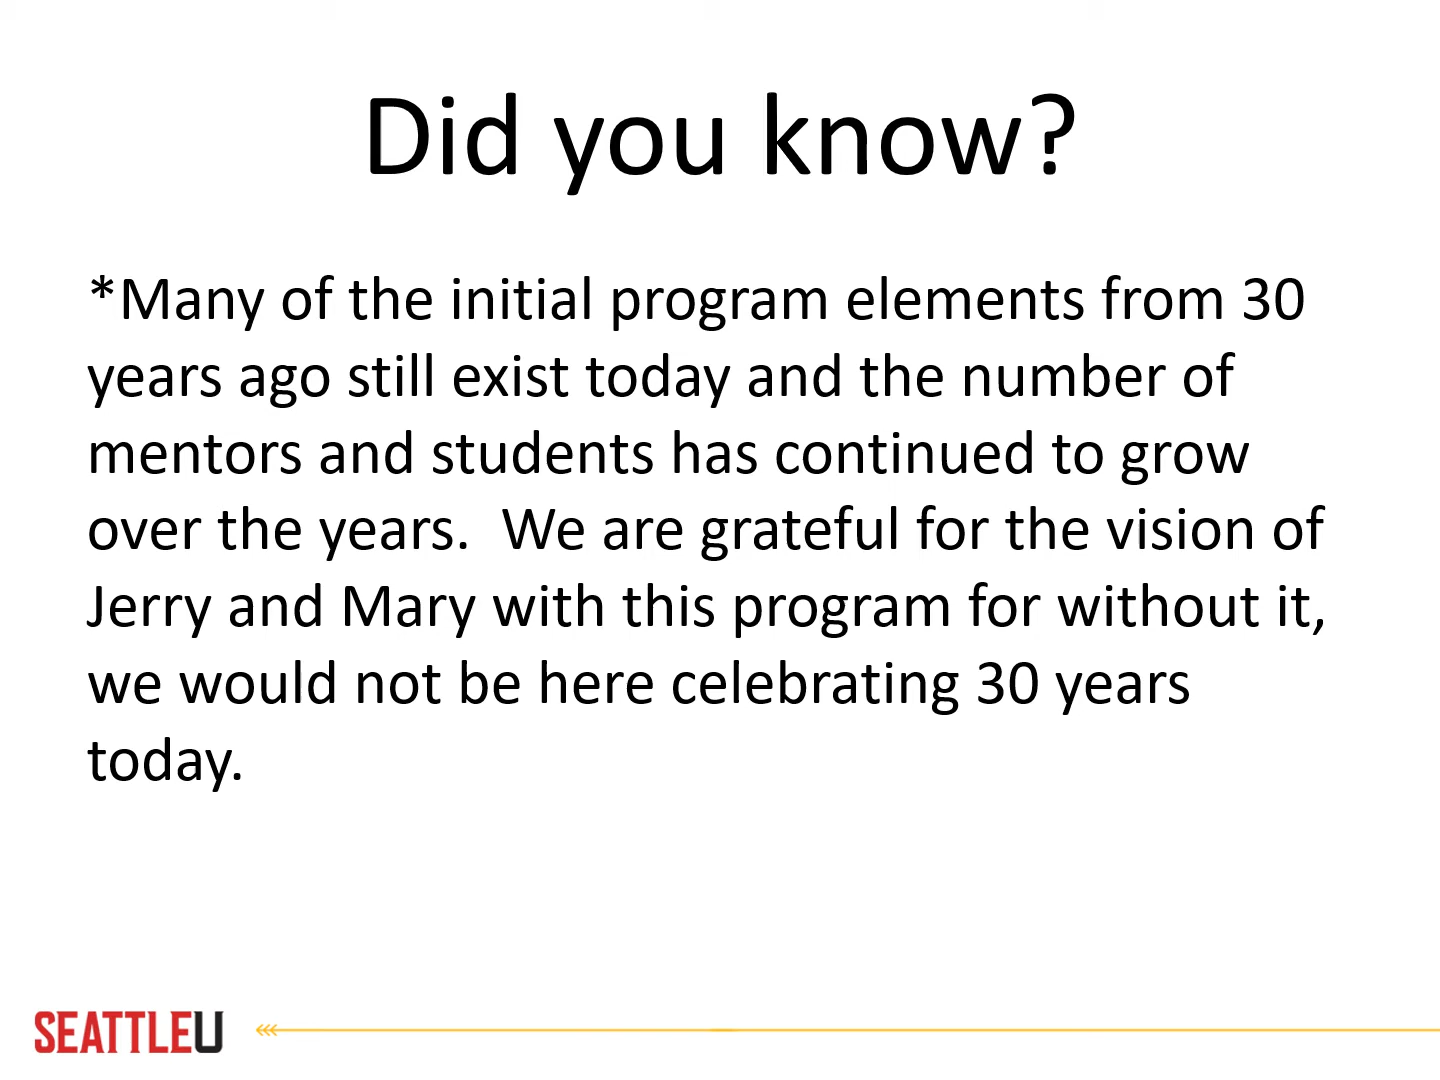 Did you know?
*Many of the initial program elements from 30
years ago still exist today and the number of
mentors and students has continued to grow
over the years.  We are grateful for the vision of
Jerry and Mary with this program for without it,
we would not be here celebrating 30 years
today.
SEATTLEU